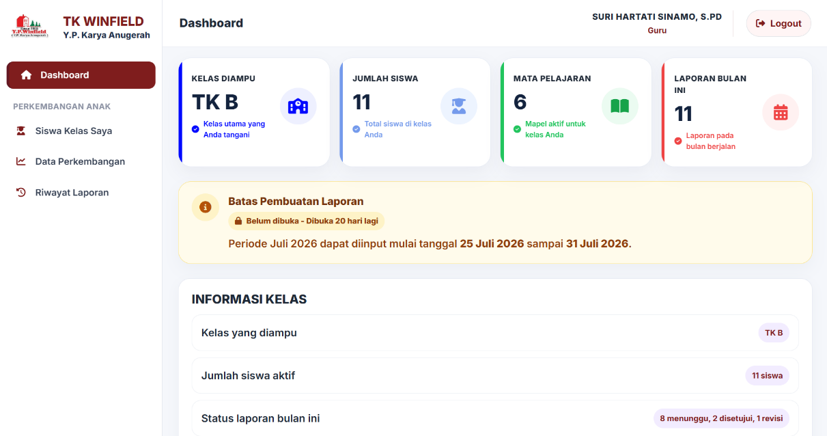 TK WINFIELD
Y.P. Karya Anugerah
Dashboard
SURI HARTATI SINAMO, S.PD
Guru
Logout
Dashboard
PERKEMBANGAN ANAK
Siswa Kelas Saya
Data Perkembangan
Riwayat Laporan
KELAS DIAMPU
TK B
Kelas utama yang
Anda tangani
JUMLAH SISWA
11
Total siswa di kelas
Anda
MATA PELAJARAN
6
Mapel aktif untuk
kelas Anda
LAPORAN BULAN
INI
11
Laporan pada
bulan berjalan
Batas Pembuatan Laporan
Belum dibuka - Dibuka 20 hari lagi
Periode Juli 2026 dapat diinput mulai tanggal 25 Juli 2026 sampai 31 Juli 2026.
INFORMASI KELAS
Kelas yang diampu
TK B
Jumlah siswa aktif
11 siswa
Status laporan bulan ini
8 menunggu, 2 disetujui, 1 revisi